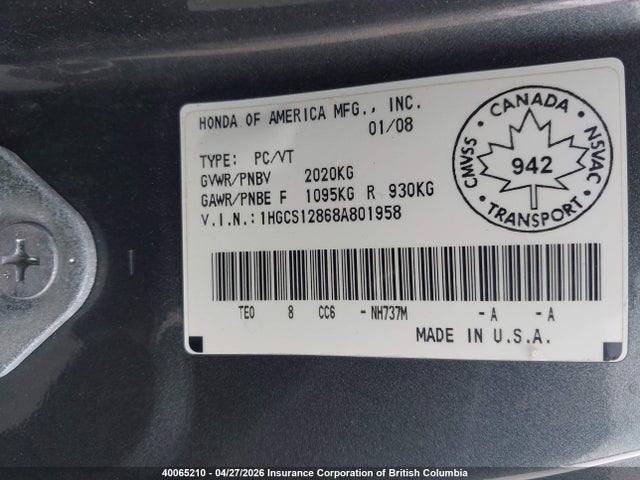 HONDA OF AMERICA MFG., INC.
01/08
TYPE: PC/VT
GVWR/PNBV 2020KG
GAWR/PNBE F 1095KG R 930KG
V.I.N.: 1HGCS12868A801958
CANADA
CMVSS
942
NSVAC
TRANSPORT
TE0 8 CC6 - NH737M - A - A
MADE IN U.S.A.
40065210 - 04/27/2026 Insurance Corporation of British Columbia